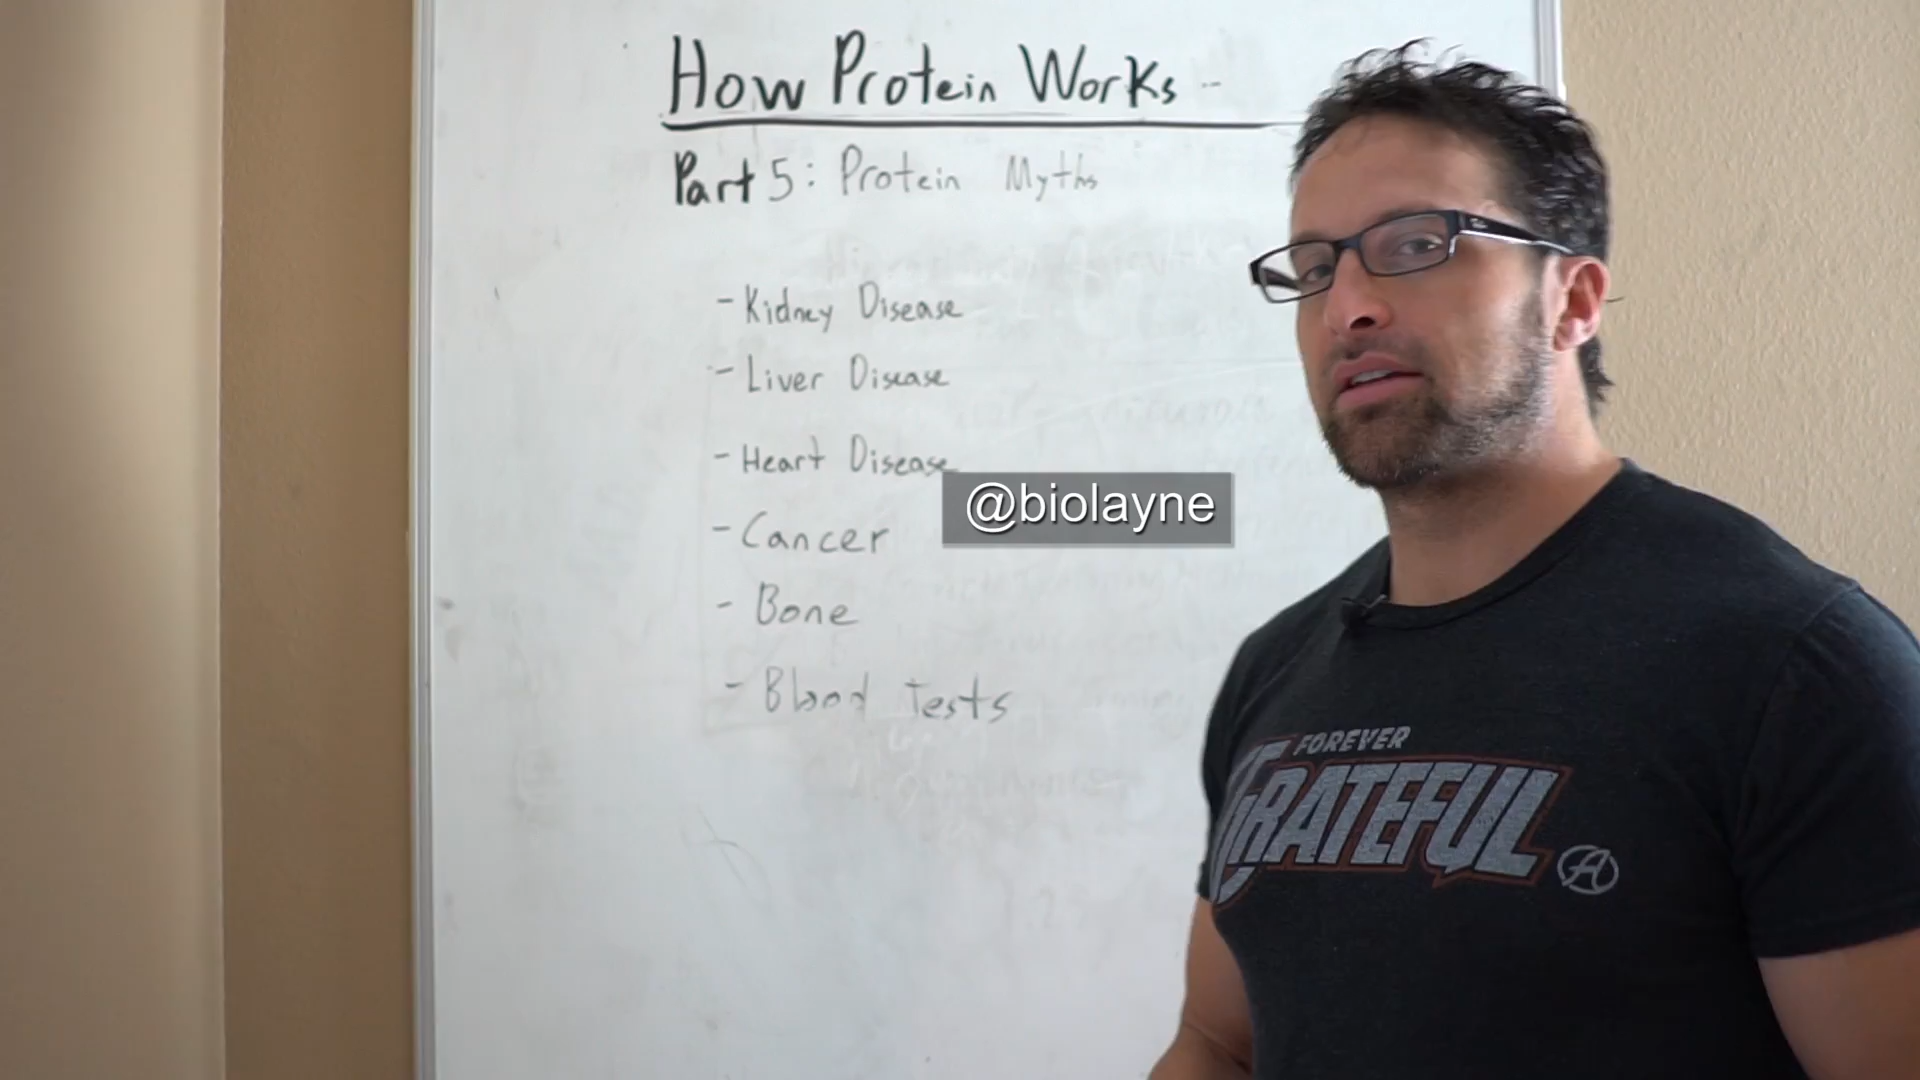 How Protein Works
Part 5: Protein Myths
- Kidney Disease
- Liver Disease
- Heart Disease
- Cancer
- Bone
- Blood Tests
@biolayne
FOREVER
GRATEFUL
A